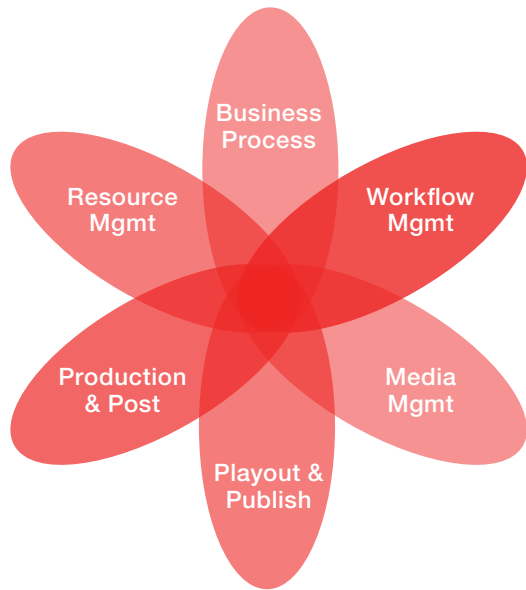 Business
Process
Resource
Mgmt
Workflow
Mgmt
Production
& Post
Media
Mgmt
Playout &
Publish